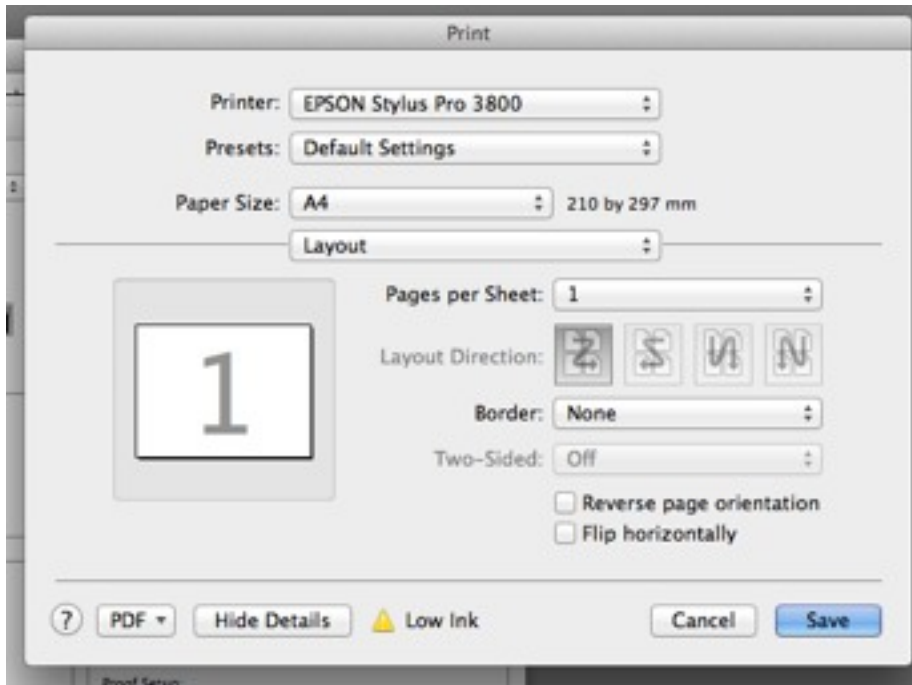 Print
Printer: EPSON Stylus Pro 3800
Presets: Default Settings
Paper Size: A4 210 by 297 mm
Layout
Pages per Sheet: 1
1
Layout Direction:
Border: None
Two-Sided: Off
Reverse page orientation
Flip horizontally
? PDF Hide Details Low Ink Cancel Save
Proof Setup: